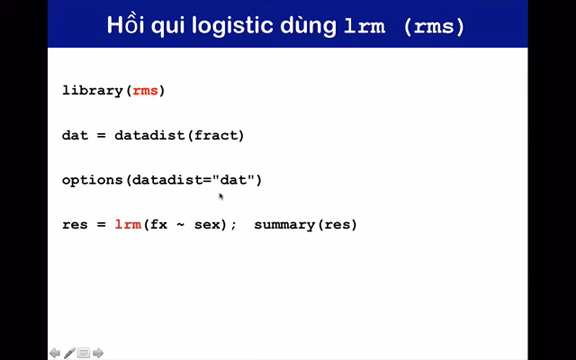 Hồi qui logistic dùng lrm (rms)
library(rms)
dat = datadist(fract)
options(datadist="dat")
res = lrm(fx ~ sex);  summary(res)